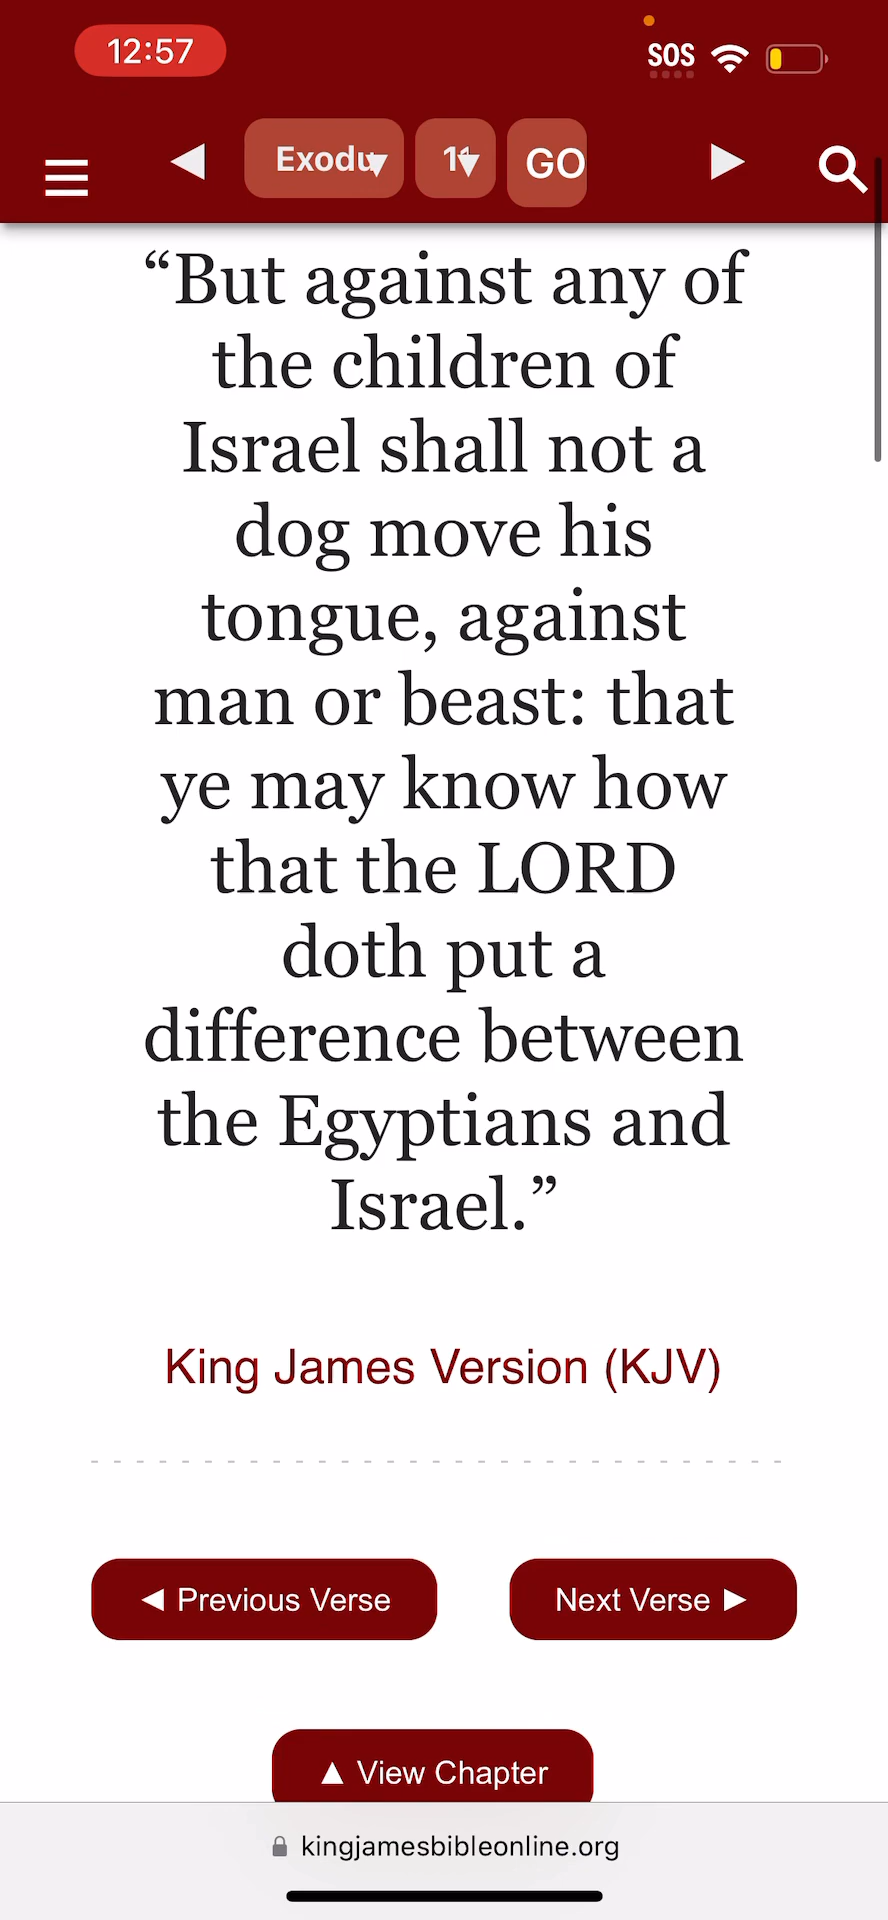 12:57
SOS
Exodu
11
GO
“But against any of
the children of
Israel shall not a
dog move his
tongue, against
man or beast: that
ye may know how
that the LORD
doth put a
difference between
the Egyptians and
Israel.”
King James Version (KJV)
Previous Verse
Next Verse
View Chapter
kingjamesbibleonline.org